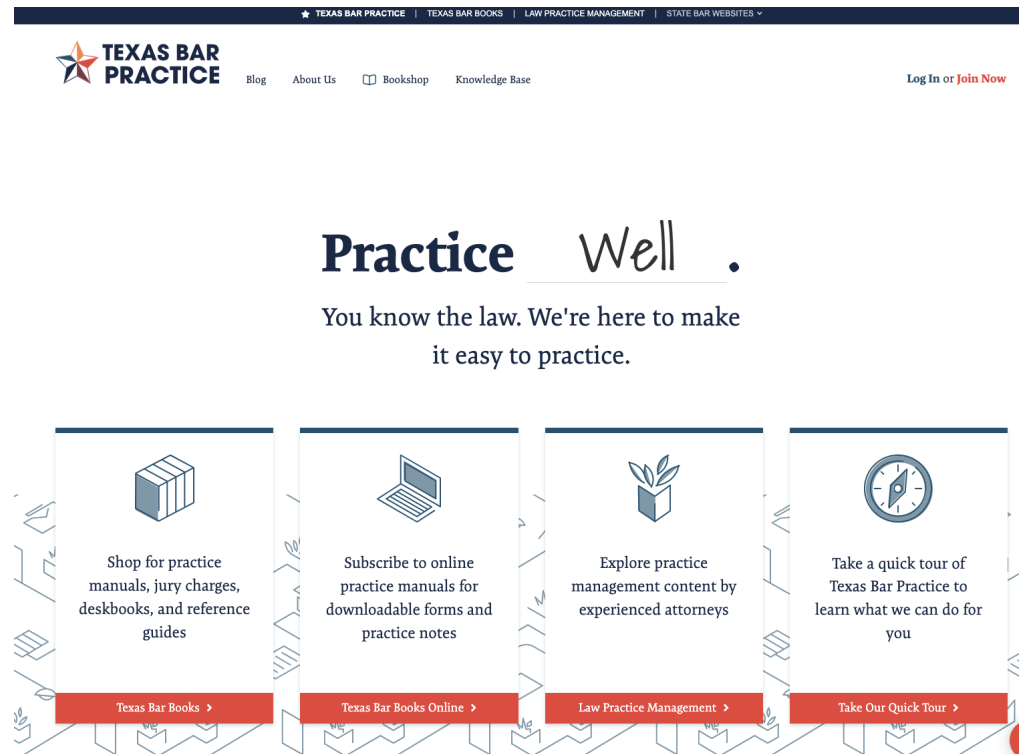 TEXAS BAR PRACTICE | TEXAS BAR BOOKS | LAW PRACTICE MANAGEMENT | STATE BAR WEBSITES
TEXAS BAR
PRACTICE
Blog About Us Bookshop Knowledge Base
Log In or Join Now
Practice Well .
You know the law. We're here to make
it easy to practice.
Shop for practice
manuals, jury charges,
deskbooks, and reference
guides
Texas Bar Books >
Subscribe to online
practice manuals for
downloadable forms and
practice notes
Texas Bar Books Online >
Explore practice
management content by
experienced attorneys
Law Practice Management >
Take a quick tour of
Texas Bar Practice to
learn what we can do for
you
Take Our Quick Tour >